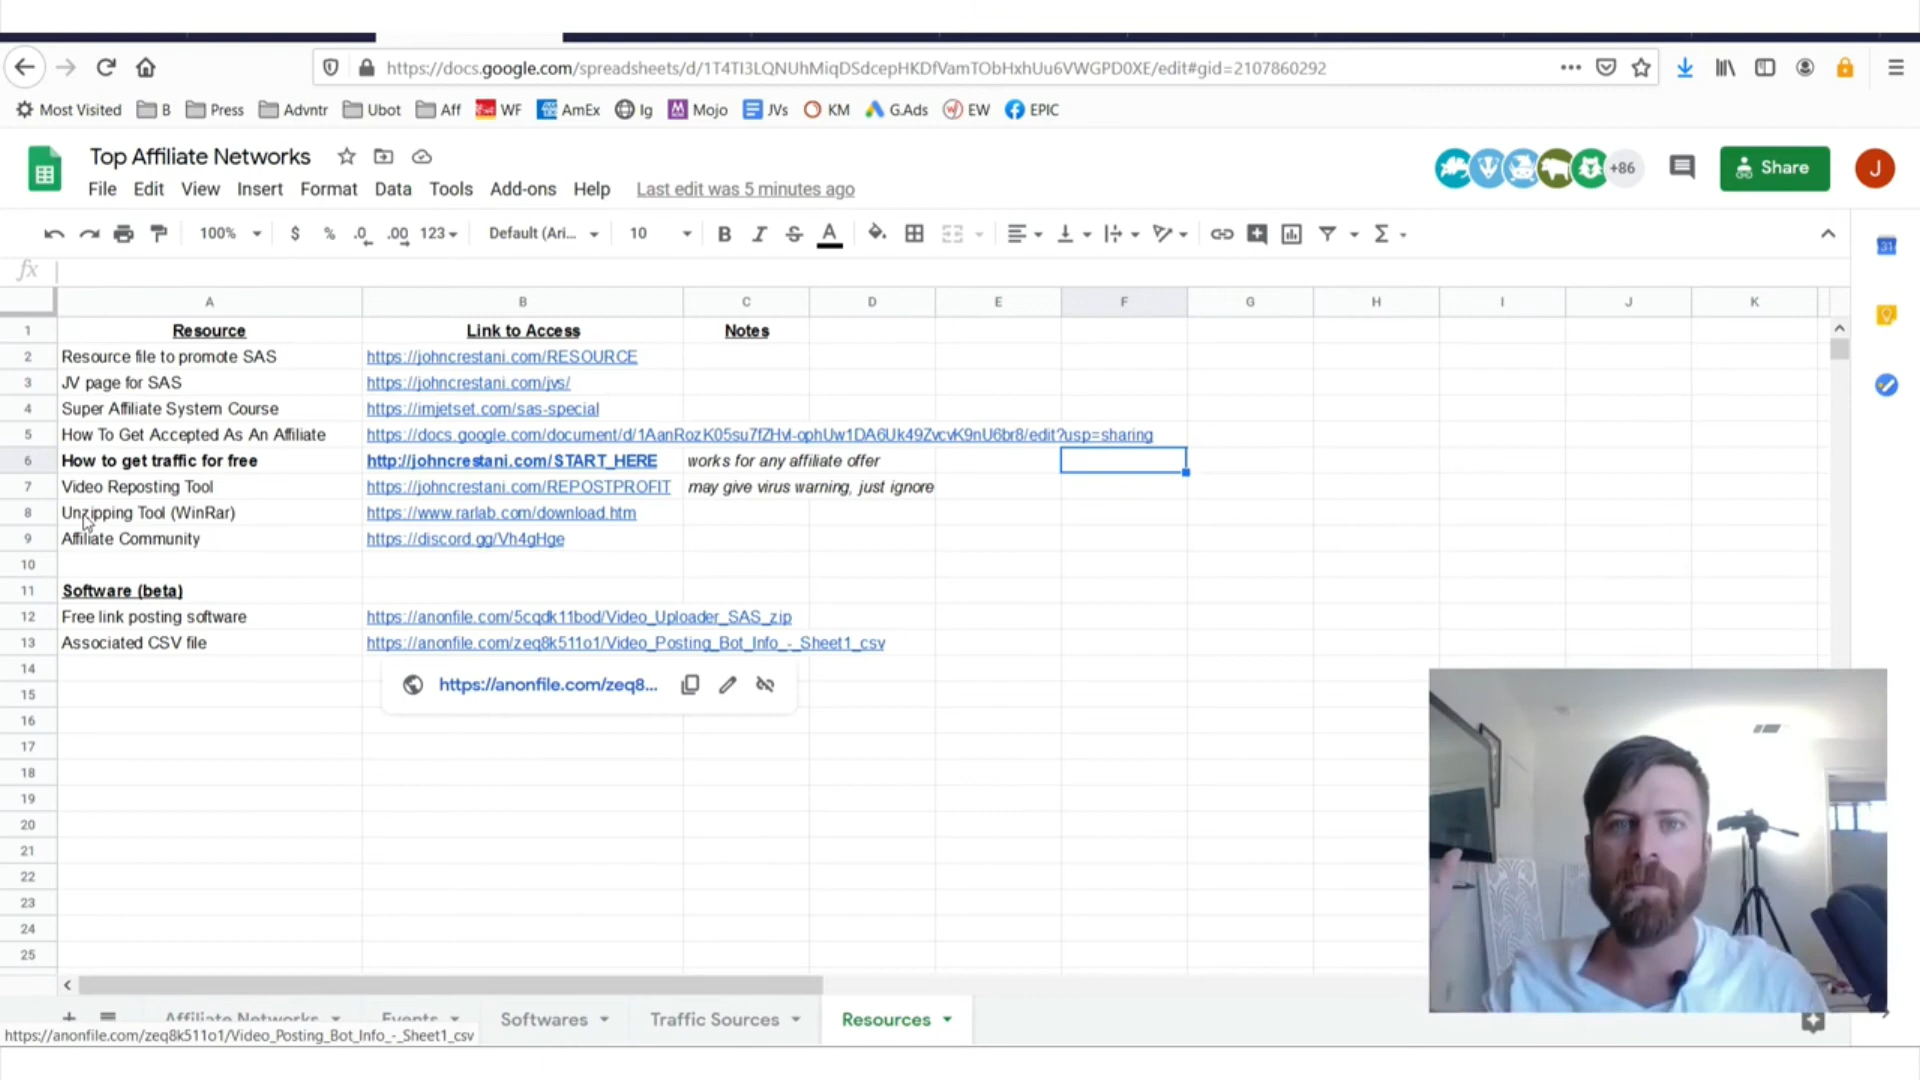 https://docs.google.com/spreadsheets/d/1T4TI3LQNUhMiqDSdcepHKDfVamTObHxhUu6VWGPD0XE/edit#gid=2107860292
Most Visited B Press Advntr Ubot Aff WF AmEx Ig Mojo JVs KM G.Ads EW EPIC
Top Affiliate Networks
+86 Share J
File Edit View Insert Format Data Tools Add-ons Help Last edit was 5 minutes ago
100% $ % .0 .00 123 Default (Ari... 10 B I S A
31
fx
A B C D E F G H I J K
1 Resource Link to Access Notes
2 Resource file to promote SAS https://johncrestani.com/RESOURCE
3 JV page for SAS https://johncrestani.com/jvs/
4 Super Affiliate System Course https://imjetset.com/sas-special
5 How To Get Accepted As An Affiliate https://docs.google.com/document/d/1AanRozK05su7fZHvl-ophUw1DA6Uk49ZvcvK9nU6br8/edit?usp=sharing
6 How to get traffic for free http://johncrestani.com/START_HERE works for any affiliate offer
7 Video Reposting Tool https://johncrestani.com/REPOSTPROFIT may give virus warning, just ignore
8 Unzipping Tool (WinRar) https://www.rarlab.com/download.htm
9 Affiliate Community https://discord.gg/Vh4gHge
10
11 Software (beta)
12 Free link posting software https://anonfile.com/5cqdk11bod/Video_Uploader_SAS_zip
13 Associated CSV file https://anonfile.com/zeq8k511o1/Video_Posting_Bot_Info_-_Sheet1_csv
14
https://anonfile.com/zeq8...
15
16
17
18
19
20
21
22
23
24
25
Affiliate Networks Events Softwares Traffic Sources Resources
https://anonfile.com/zeq8k511o1/Video_Posting_Bot_Info_-_Sheet1_csv